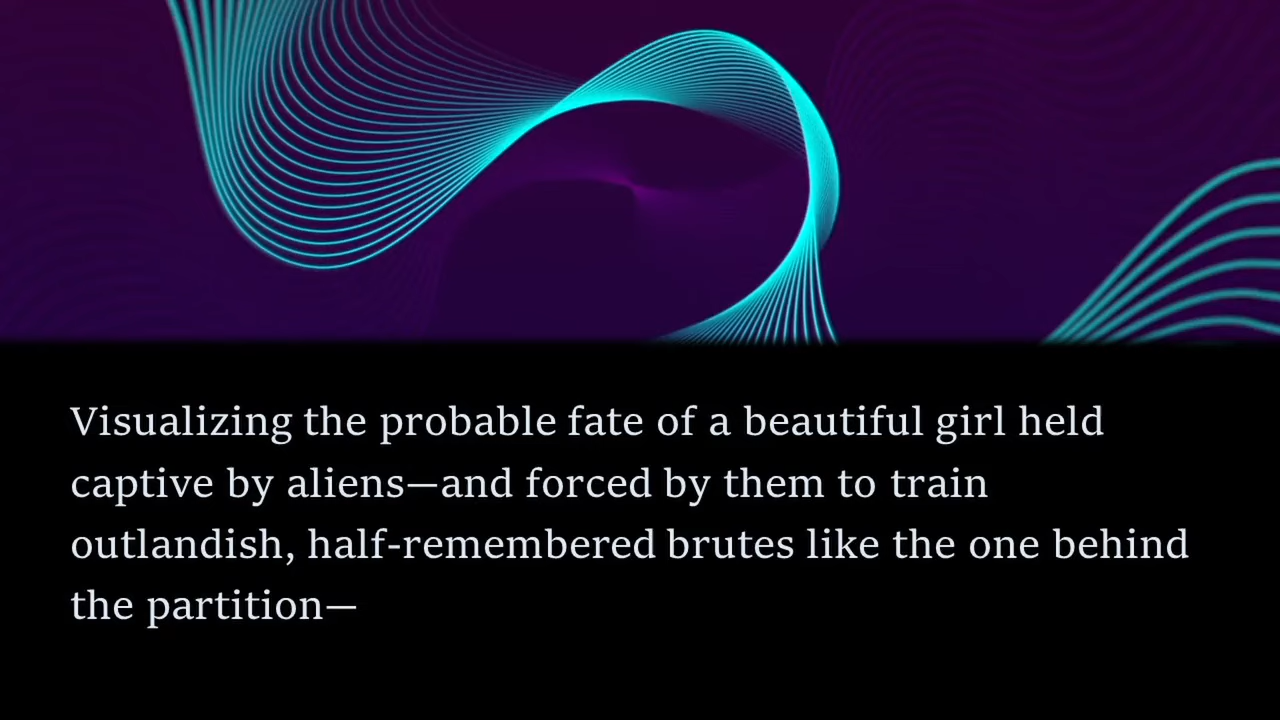 Visualizing the probable fate of a beautiful girl held
captive by aliens—and forced by them to train
outlandish, half-remembered brutes like the one behind
the partition—